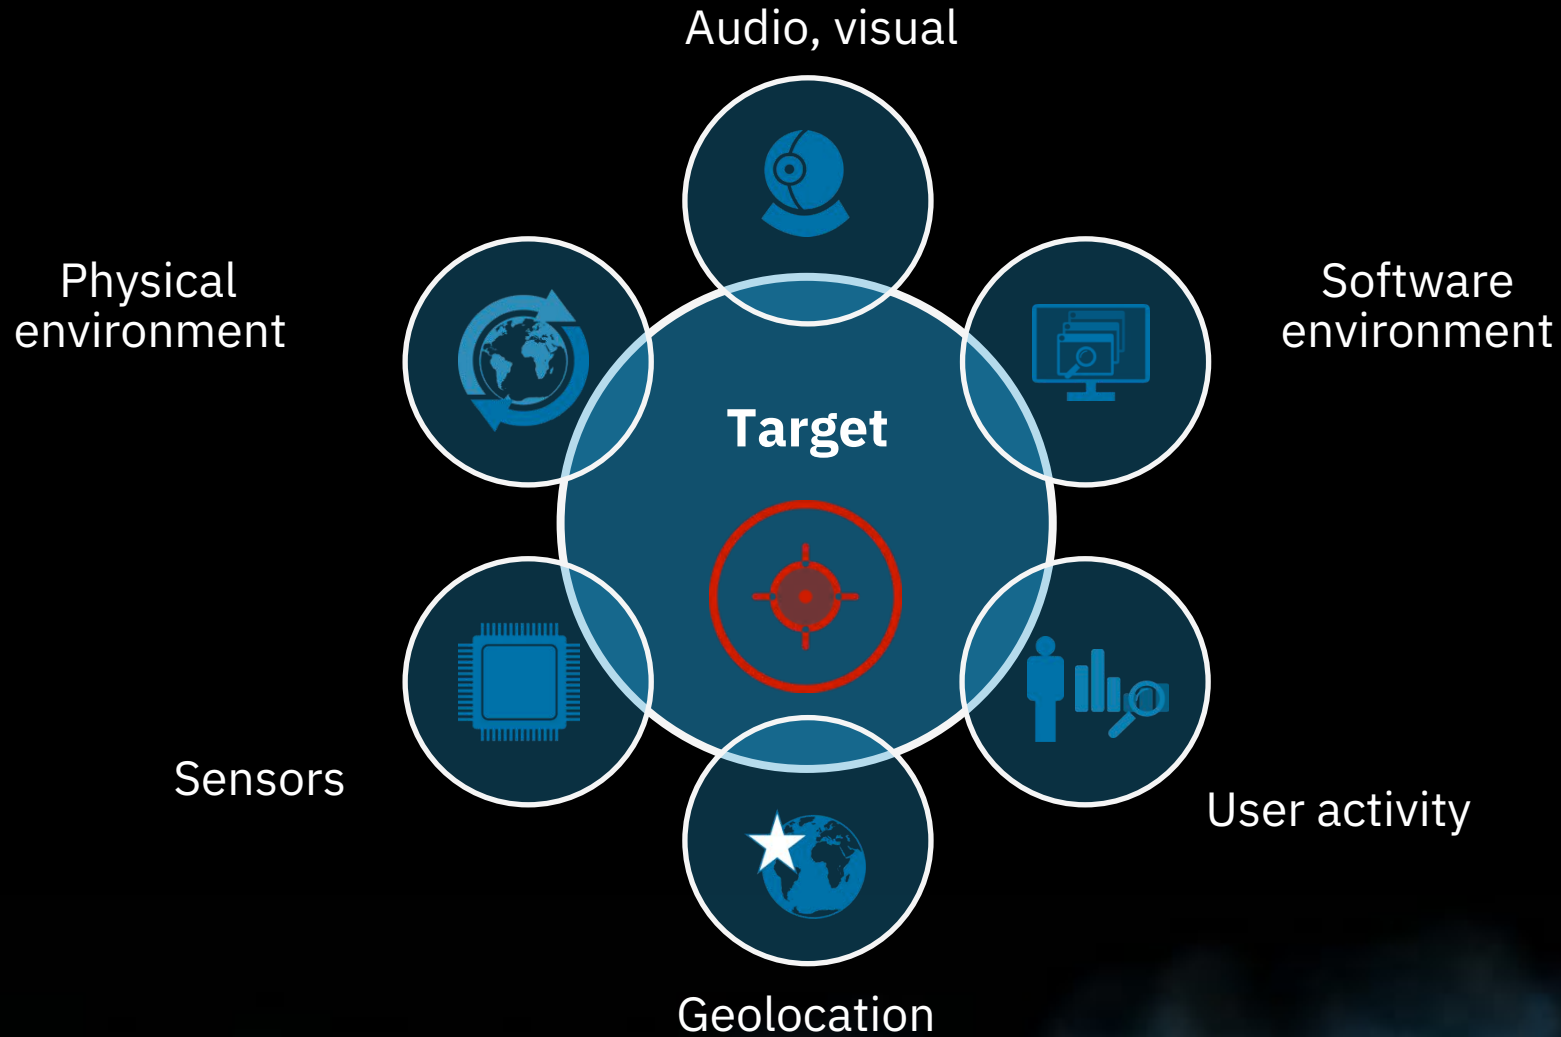 Audio, visual
Physical
environment
Software
environment
Target
Sensors
User activity
Geolocation